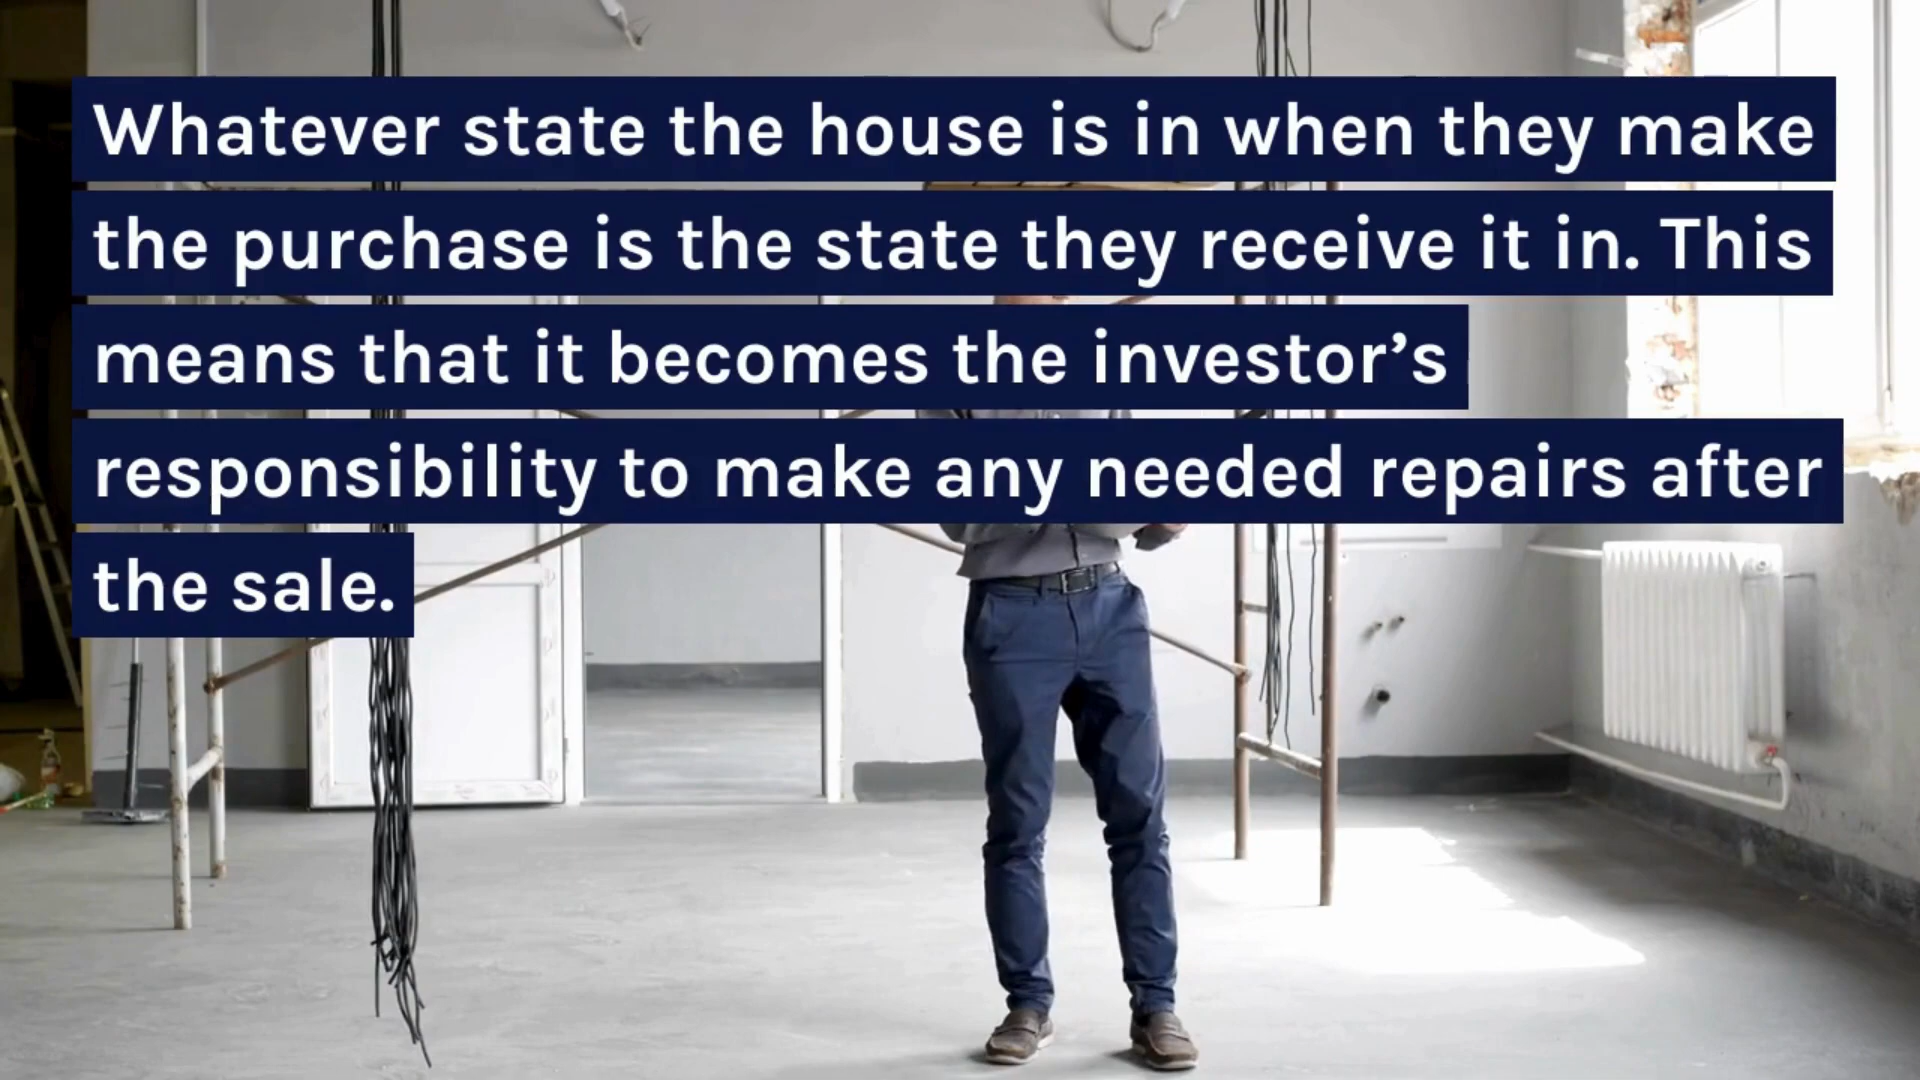 Whatever state the house is in when they make
the purchase is the state they receive it in. This
means that it becomes the investor’s
responsibility to make any needed repairs after
the sale.